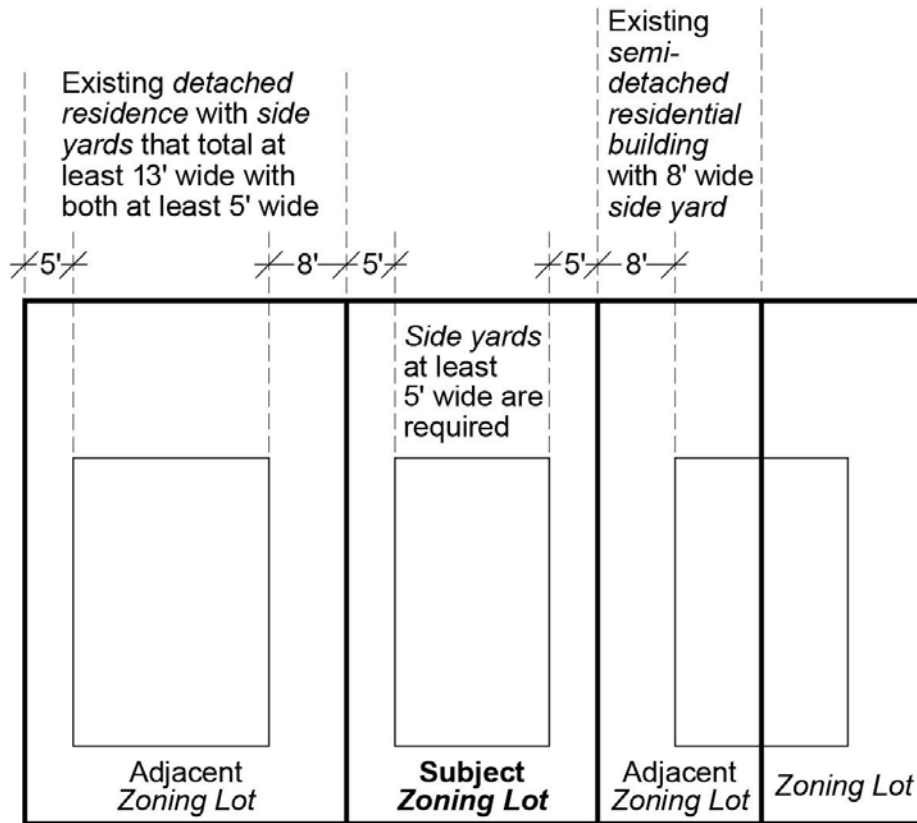 Existing detached
residence with side
yards that total at
least 13' wide with
both at least 5' wide
Existing
semi-
detached
residential
building
with 8' wide
side yard
5'
8'
5'
5'
8'
Side yards
at least
5' wide are
required
Adjacent
Zoning Lot
Subject
Zoning Lot
Adjacent
Zoning Lot
Zoning Lot